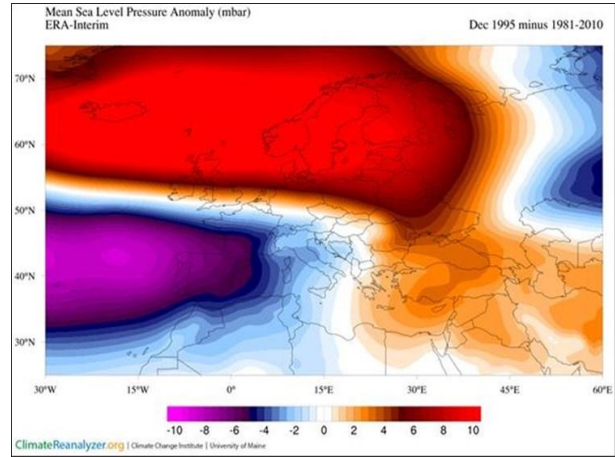 Mean Sea Level Pressure Anomaly (mbar)
ERA-Interim
Dec 1995 minus 1981-2010
70°N
60°N
50°N
40°N
30°N
30°W
15°W
0°
15°E
30°E
45°E
60°E
-10 -8 -6 -4 -2 0 2 4 6 8 10
ClimateReanalyzer.org | Climate Change Institute | University of Maine